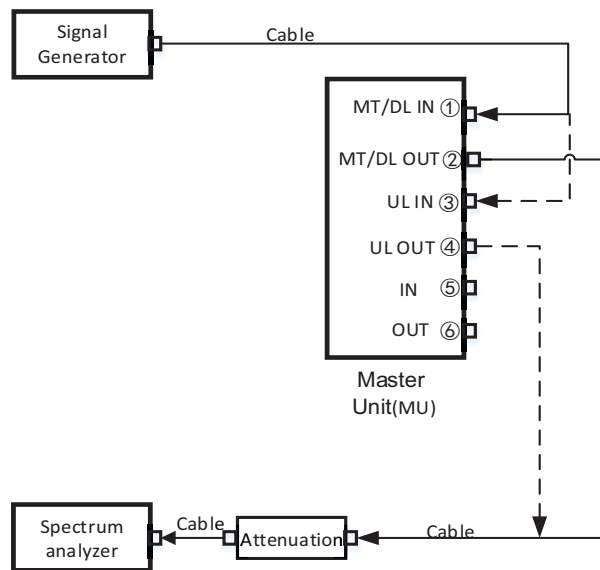 Signal
Generator
Cable
MT/DL IN ①
MT/DL OUT ②
UL IN ③
UL OUT ④
IN ⑤
OUT ⑥
Master
Unit(MU)
Spectrum
analyzer
Cable
Attenuation
Cable